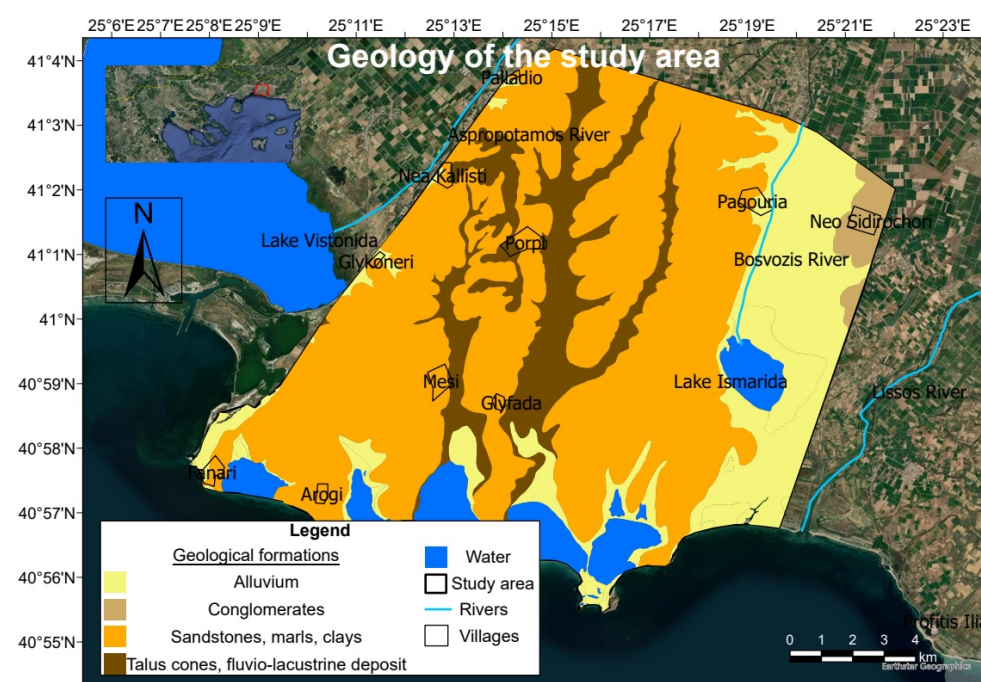 25°6'E 25°8'E 25°9'E 25°11'E 25°13'E 25°14'E 25°16'E 25°17'E 25°19'E 25°21'E 25°23'E
Geology of the study area
41°4'N
Palladio
41°3'N
Aspropotamos River
41°2'N
Nea Kallisti
Pagouria
N
Neo Sidirochori
Lake Vistonida
Porpi
41°1'N
Glykoneri
Bosvozis River
41°N
40°59'N
Mesi
Lake Ismarida
Lissos River
Glyfada
40°58'N
Fanari
Arogi
40°57'N
Legend
Geological formations
Water
40°56'N
Alluvium
Study area
Conglomerates
Rivers
Sandstones, marls, clays
Villages
40°55'N
Talus cones, fluvio-lacustrine deposit
Profitis Ilia
0 1 2 3 4
km
Earthstar Geographics